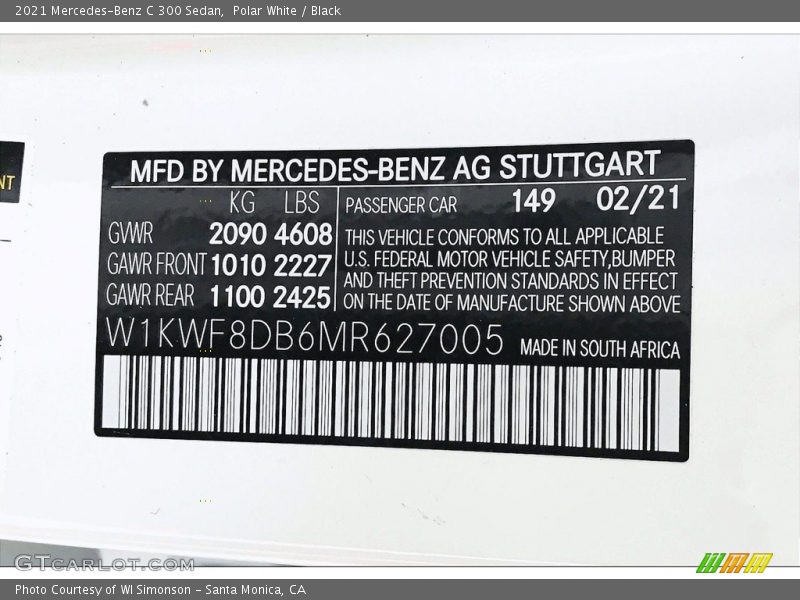 2021 Mercedes-Benz C 300 Sedan,  Polar White / Black
NT
MFD BY MERCEDES-BENZ AG STUTTGART
KG LBS
GVWR 2090 4608
GAWR FRONT 1010 2227
GAWR REAR 1100 2425
PASSENGER CAR 149 02/21
THIS VEHICLE CONFORMS TO ALL APPLICABLE
U.S. FEDERAL MOTOR VEHICLE SAFETY,BUMPER
AND THEFT PREVENTION STANDARDS IN EFFECT
ON THE DATE OF MANUFACTURE SHOWN ABOVE
W1KWF8DB6MR627005 MADE IN SOUTH AFRICA
GTCARLOT.COM
Photo Courtesy of WI Simonson - Santa Monica, CA